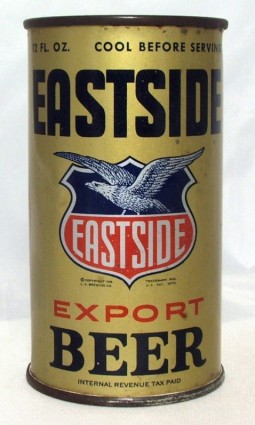 12 FL. OZ. COOL BEFORE SERVING
EASTSIDE
EASTSIDE
EXPORT
BEER
INTERNAL REVENUE TAX PAID